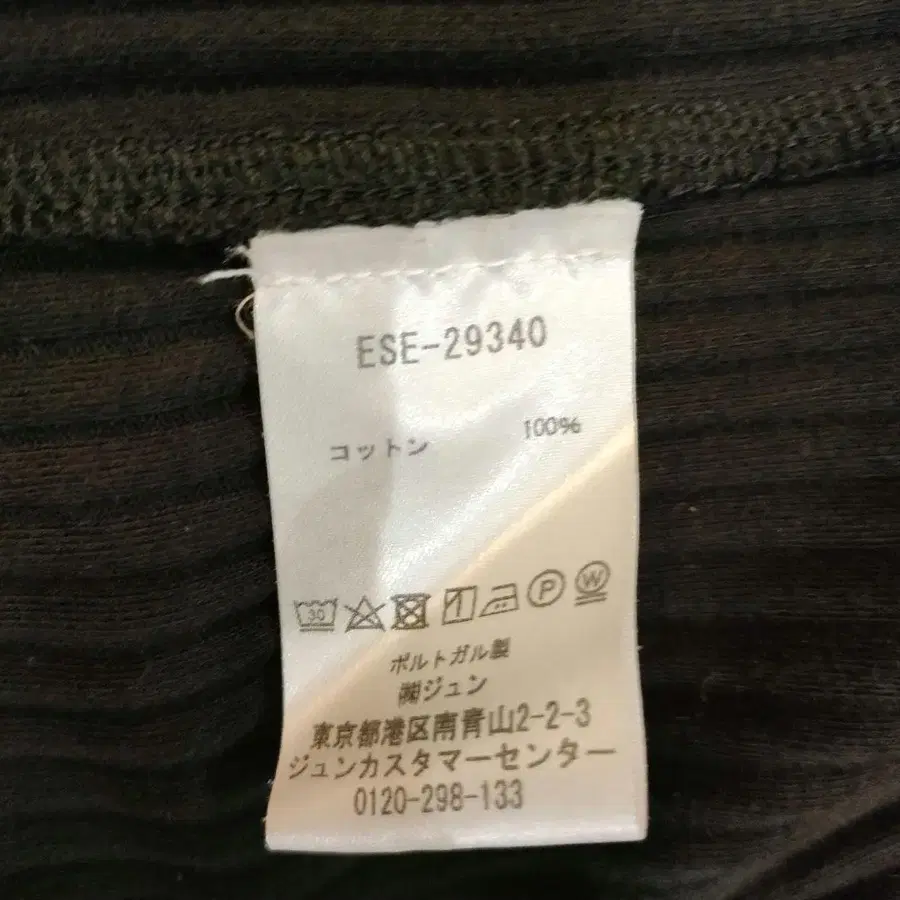 ESE-29340
コットン 100%
30 P W
ポルトガル製
㈱ジュン
東京都港区南青山2-2-3
ジュンカスタマーセンター
0120-298-133